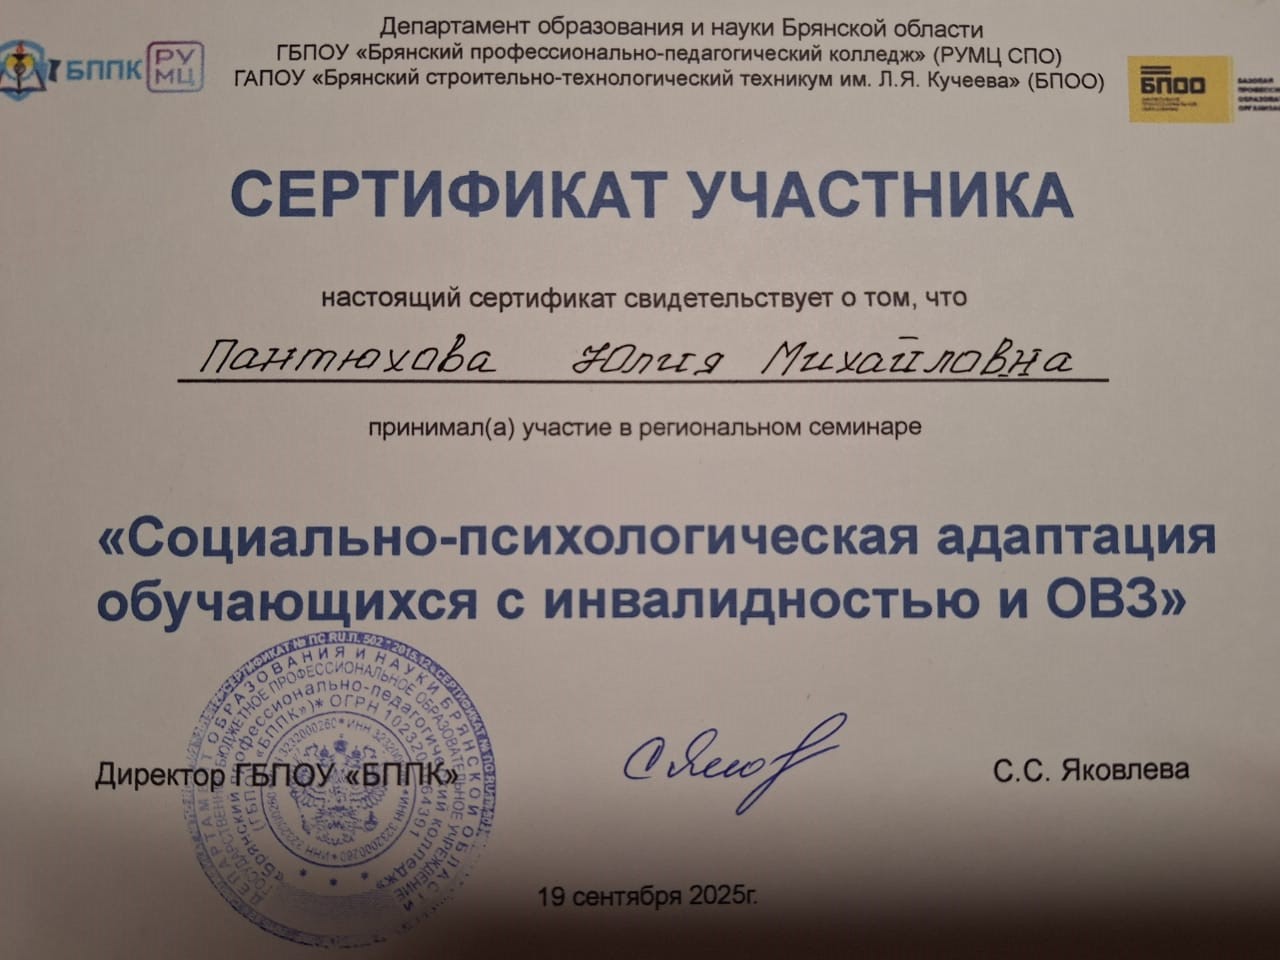 Департамент образования и науки Брянской области
ГБПОУ «Брянский профессионально-педагогический колледж» (РУМЦ СПО)
ГАПОУ «Брянский строительно-технологический техникум им. Л.Я. Кучеева» (БПОО)
БППК
РУ
МЦ
БПОО
СЕРТИФИКАТ УЧАСТНИКА
настоящий сертификат свидетельствует о том, что
Пантюхова Юлия Михайловна
принимал(а) участие в региональном семинаре
«Социально-психологическая адаптация
обучающихся с инвалидностью и ОВЗ»
Директор ГБПОУ «БППК»
С.С. Яковлева
19 сентября 2025г.